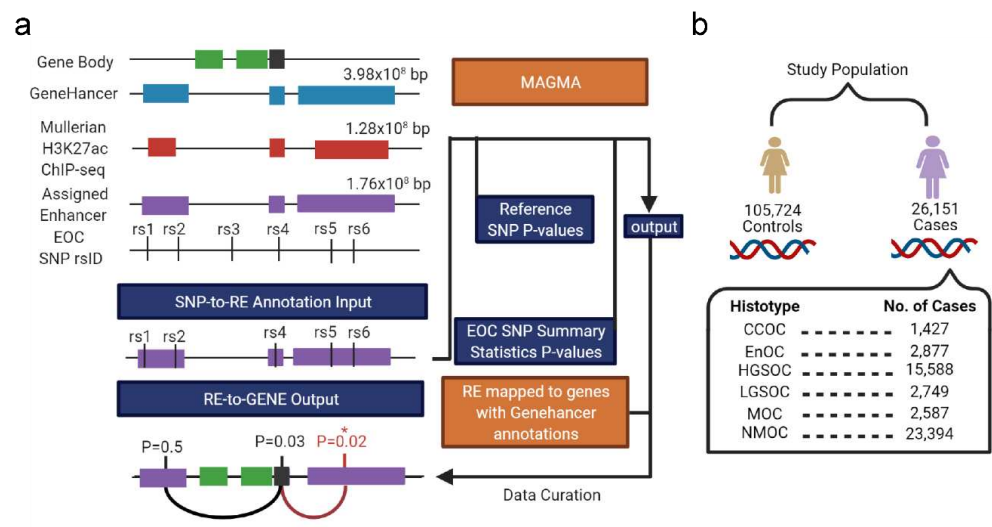 a
Gene Body
GeneHancer
3.98x10⁸ bp
Mullerian
H3K27ac
ChIP-seq
1.28x10⁸ bp
Assigned
Enhancer
1.76x10⁸ bp
EOC
SNP rsID
rs1 rs2 rs3 rs4 rs5 rs6
SNP-to-RE Annotation Input
rs1 rs2 rs4 rs5 rs6
RE-to-GENE Output
P=0.5 P=0.03 P=0.02
*
MAGMA
Reference
SNP P-values
output
EOC SNP Summary
Statistics P-values
RE mapped to genes
with Genehancer
annotations
Data Curation
b
Study Population
105,724
Controls
26,151
Cases
Histotype No. of Cases
CCOC 1,427
EnOC 2,877
HGSOC 15,588
LGSOC 2,749
MOC 2,587
NMOC 23,394